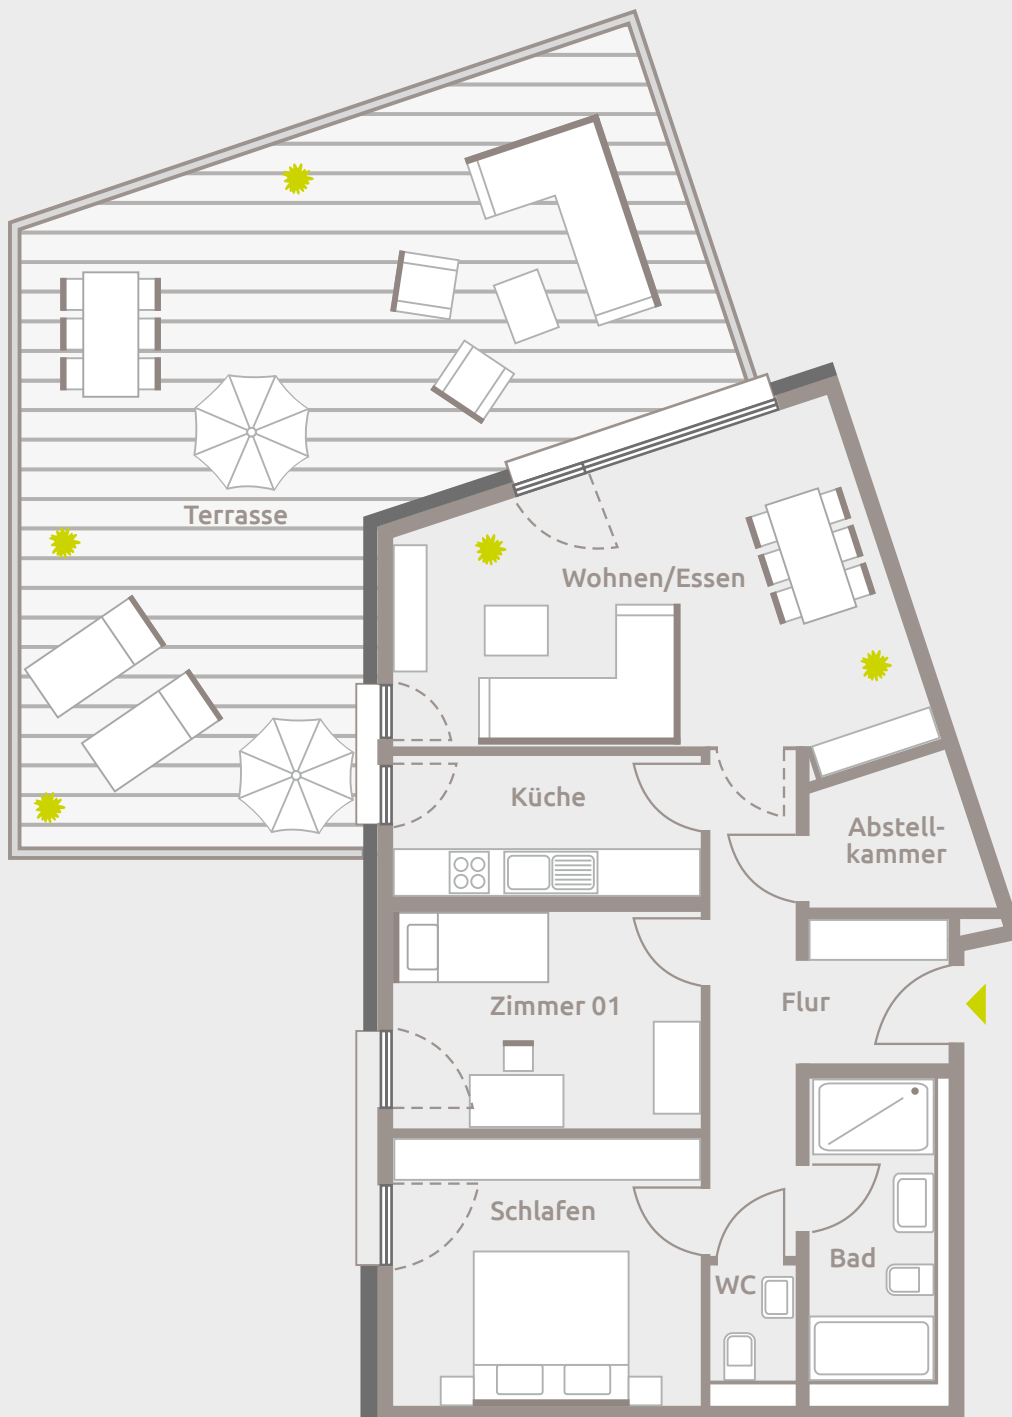 Terrasse
Wohnen/Essen
Küche
Abstell-
kammer
Zimmer 01
Flur
Schlafen
Bad
WC